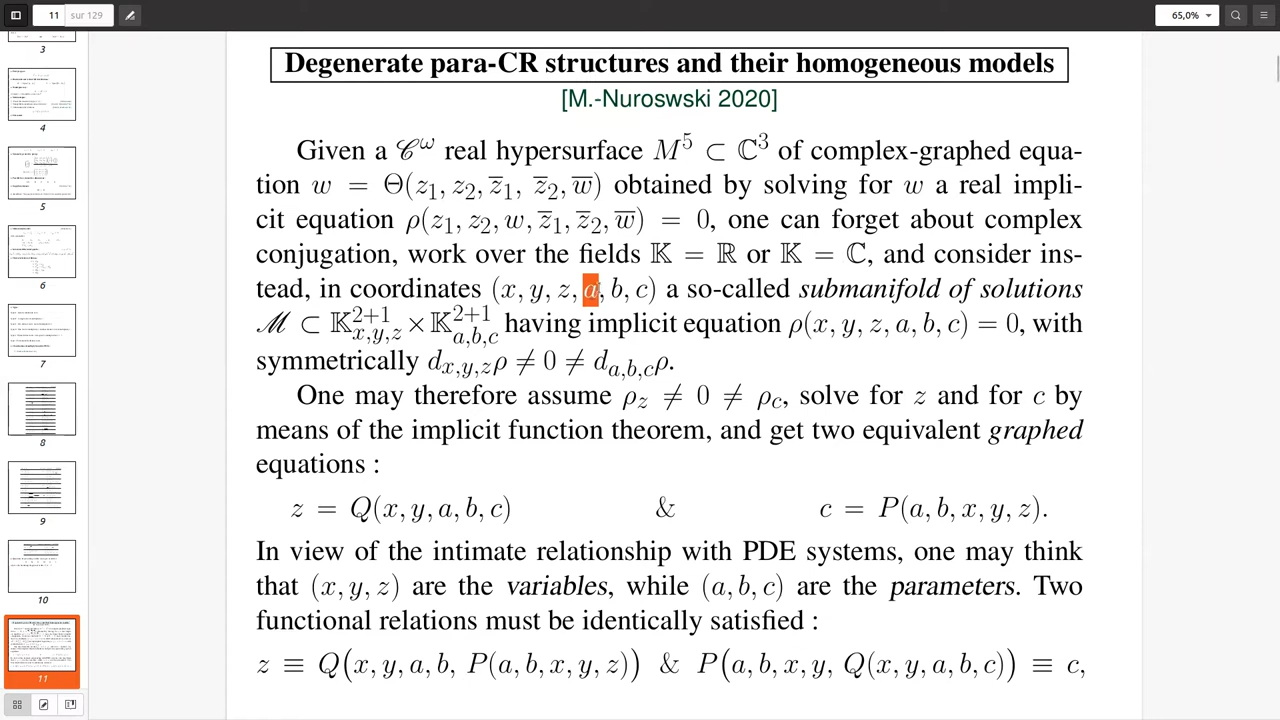 11 sur 129
65,0%
3
4
5
6
7
8
9
10
11
Degenerate para-CR structures and their homogeneous models
[M.-Nuroswski 2020]
Given a 𝒞^ω real hypersurface M^5 ⊂ ℂ^3 of complex-graphed equa-
tion w = Θ(z_1, z_2, z̅_1, z̅_2, w̅) obtained by solving for w a real impli-
cit equation ρ(z_1, z_2, w, z̅_1, z̅_2, w̅) = 0, one can forget about complex
conjugation, work over the fields 𝕂 = ℝ or 𝕂 = ℂ, and consider ins-
tead, in coordinates (x, y, z, a, b, c) a so-called submanifold of solutions
ℳ ⊂ 𝕂^{2+1}_{x,y,z} × 𝕂^{2+1}_{a,b,c} having implicit equation ρ(x, y, z, a, b, c) = 0, with
symmetrically d_{x,y,z}ρ ≠ 0 ≠ d_{a,b,c}ρ.
One may therefore assume ρ_z ≠ 0 ≠ ρ_c, solve for z and for c by
means of the implicit function theorem, and get two equivalent graphed
equations :
z = Q(x, y, a, b, c) & c = P(a, b, x, y, z).
In view of the intimate relationship with PDE systems, one may think
that (x, y, z) are the variables, while (a, b, c) are the parameters. Two
functional relations must be identically satisfied :
z ≡ Q(x, y, a, b, P(a, b, x, y, z)) & P(a, b, x, y, Q(x, y, a, b, c)) ≡ c,